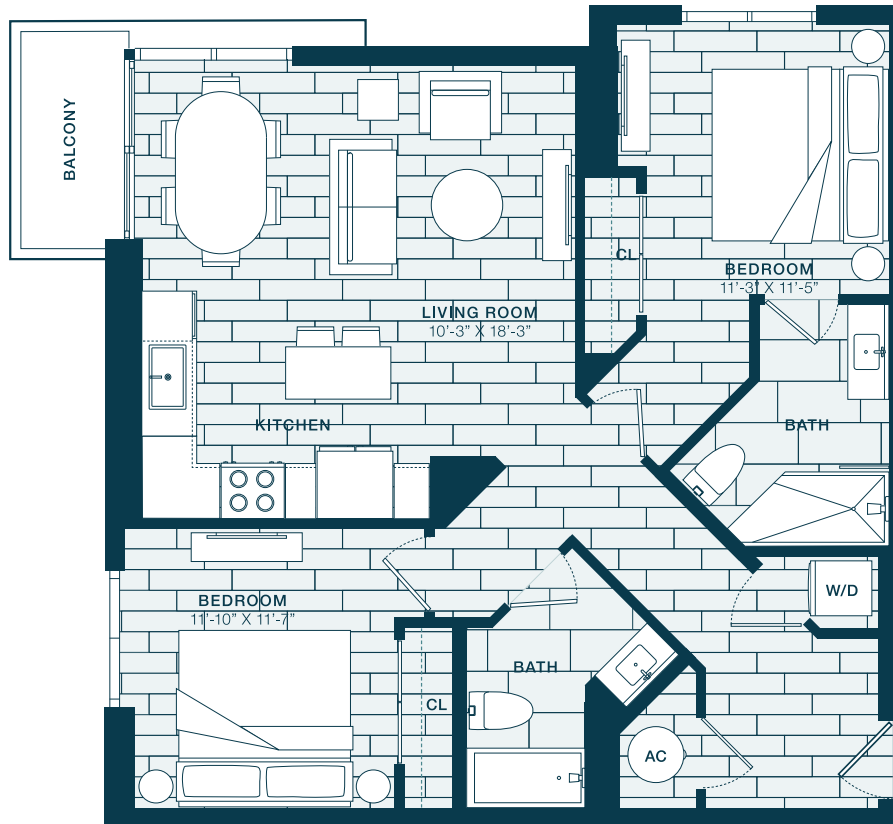 BALCONY
CL
BEDROOM
11'-3" X 11'-5"
LIVING ROOM
10'-3" X 18'-3"
KITCHEN
BATH
W/D
BEDROOM
11'-10" X 11'-7"
BATH
CL
AC